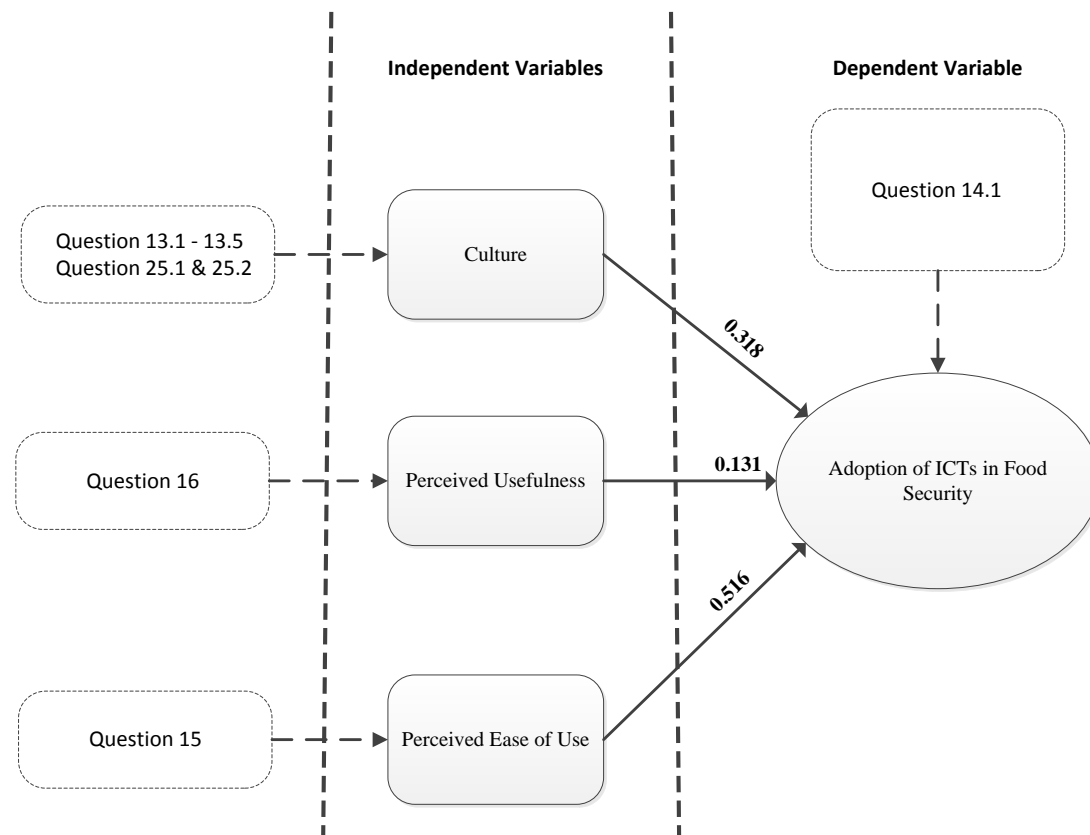 Independent Variables
Dependent Variable
Question 14.1
Question 13.1 - 13.5
Question 25.1 & 25.2
Culture
0.318
Question 16
Perceived Usefulness
0.131
Adoption of ICTs in Food
Security
0.516
Question 15
Perceived Ease of Use